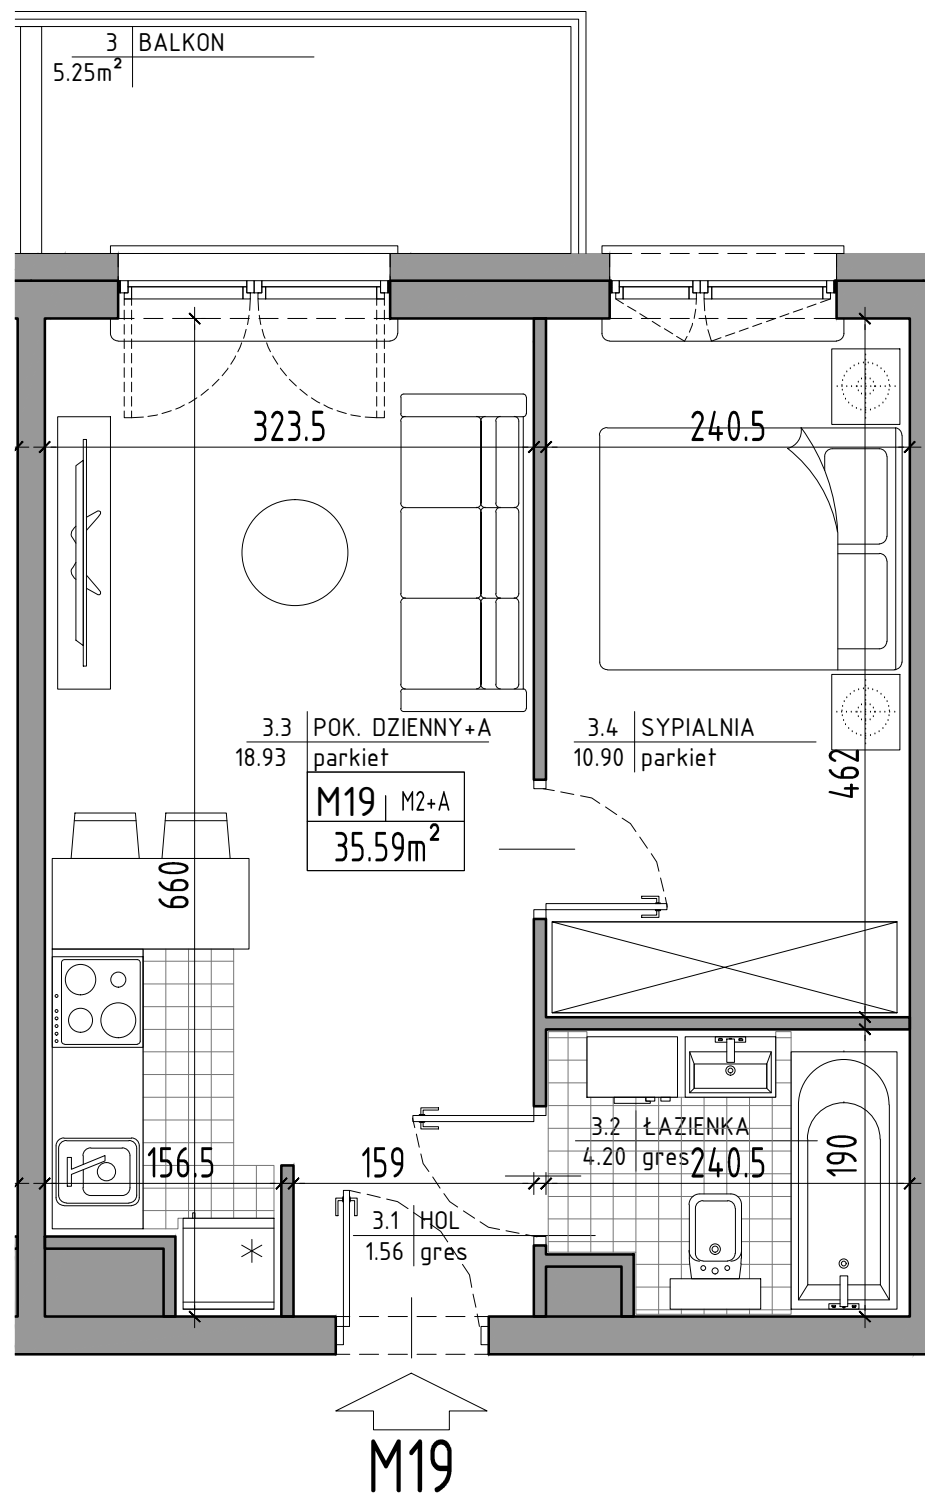 3 BALKON
5.25m²
323.5
240.5
3.3 POK. DZIENNY+A
18.93 parkiet
3.4 SYPIALNIA
10.90 parkiet
462
M19 M2+A
35.59m²
660
3.2 ŁAZIENKA
4.20 gres
240.5
190
156.5
159
3.1 HOL
1.56 gres
M19